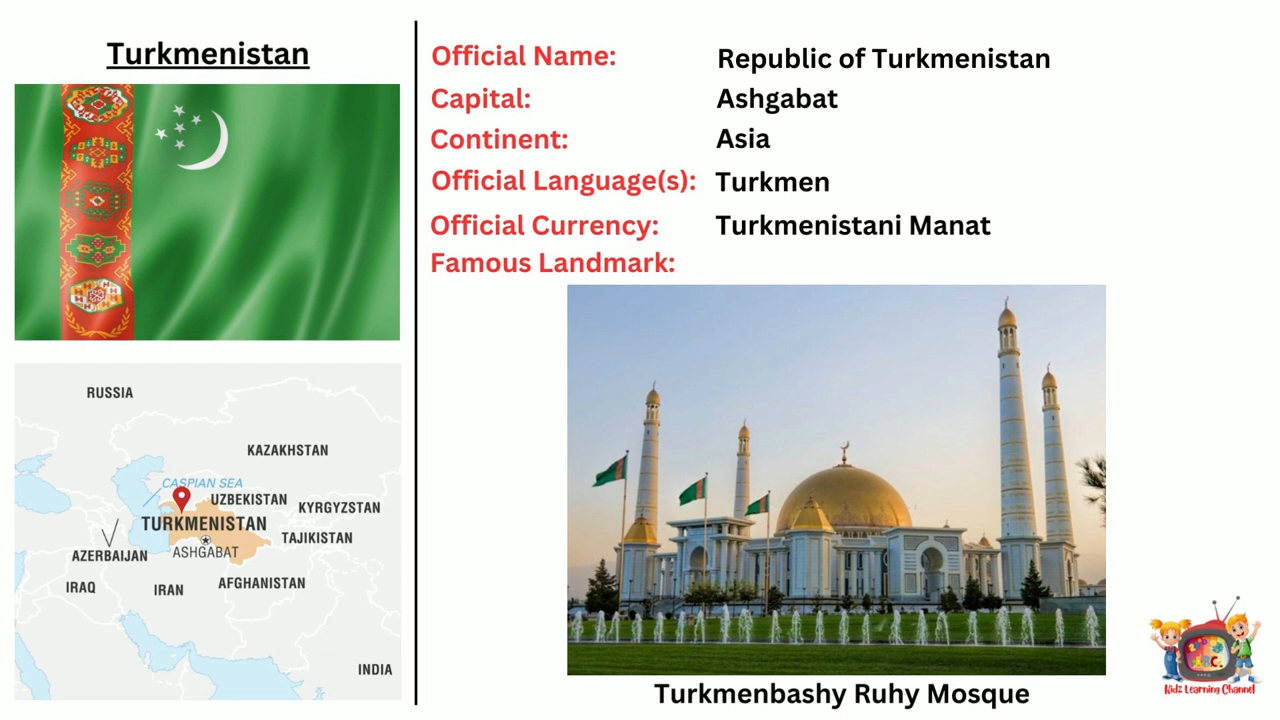 Turkmenistan
RUSSIA
KAZAKHSTAN
CASPIAN SEA
UZBEKISTAN
KYRGYZSTAN
TURKMENISTAN
TAJIKISTAN
AZERBAIJAN
ASHGABAT
IRAQ
IRAN
AFGHANISTAN
INDIA
Official Name: Republic of Turkmenistan
Capital: Ashgabat
Continent: Asia
Official Language(s): Turkmen
Official Currency: Turkmenistani Manat
Famous Landmark:
Turkmenbashy Ruhy Mosque
Kidz Learning Channel